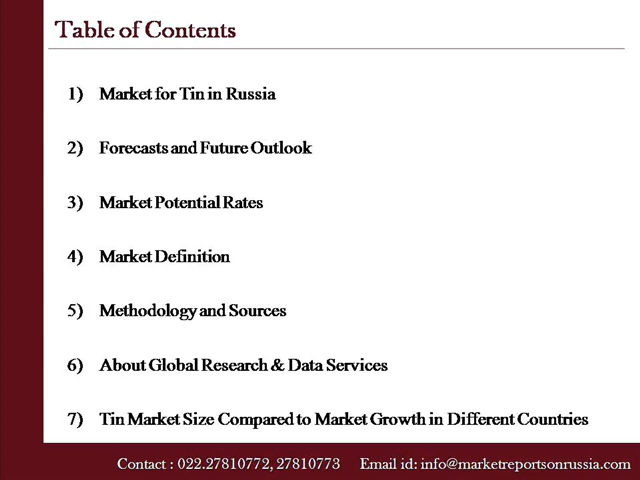 Table of Contents
1) Market for Tin in Russia
2) Forecasts and Future Outlook
3) Market Potential Rates
4) Market Definition
5) Methodology and Sources
6) About Global Research & Data Services
7) Tin Market Size Compared to Market Growth in Different Countries
Contact : 022.27810772, 27810773 Email id: info@marketreportsonrussia.com